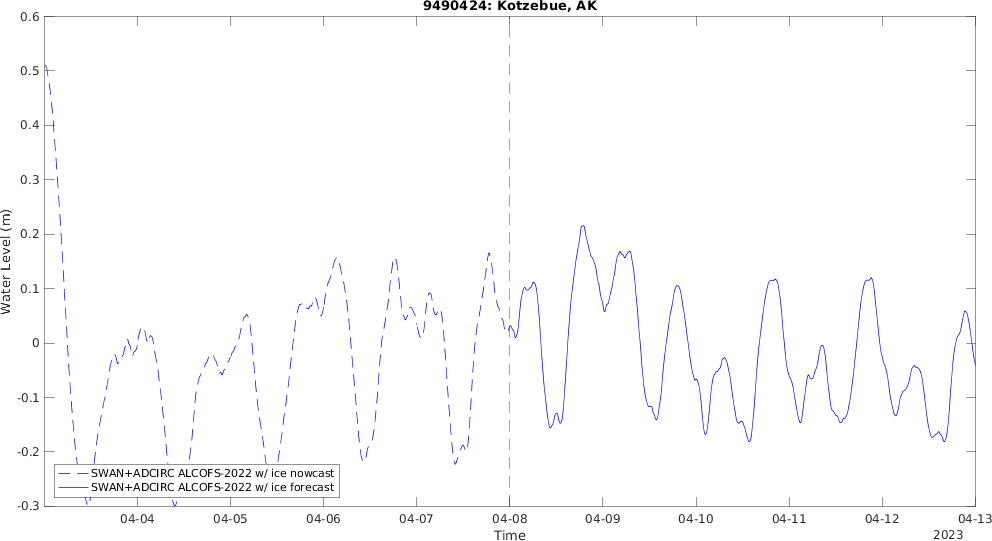 9490424: Kotzebue, AK
0.6
0.5
0.4
0.3
0.2
0.1
0
-0.1
-0.2
-0.3
Water Level (m)
SWAN+ADCIRC ALCOFS-2022 w/ ice nowcast
SWAN+ADCIRC ALCOFS-2022 w/ ice forecast
04-04 04-05 04-06 04-07 04-08 04-09 04-10 04-11 04-12 04-13
Time
2023